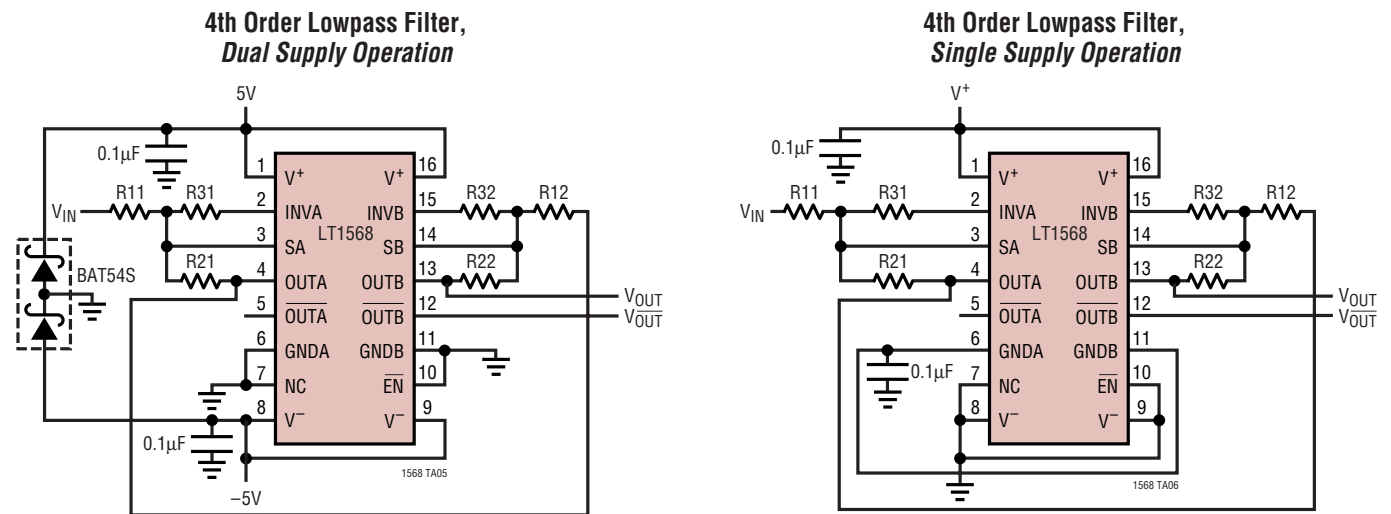 4th Order Lowpass Filter,
Dual Supply Operation
5V
0.1µF
1
V+
V+
16
R11
R31
2
INVA
INVB
15
R32
R12
VIN
LT1568
3
SA
SB
14
BAT54S
R21
4
OUTA
OUTB
13
R22
VOUT
5
OUTA
OUTB
12
VOUT
6
GNDA
GNDB
11
7
NC
EN
10
8
V−
V−
9
0.1µF
1568 TA05
−5V
4th Order Lowpass Filter,
Single Supply Operation
V+
0.1µF
1
V+
V+
16
R11
R31
2
INVA
INVB
15
R32
R12
VIN
LT1568
3
SA
SB
14
R21
4
OUTA
OUTB
13
R22
VOUT
5
OUTA
OUTB
12
VOUT
6
GNDA
GNDB
11
0.1µF
7
NC
EN
10
8
V−
V−
9
1568 TA06